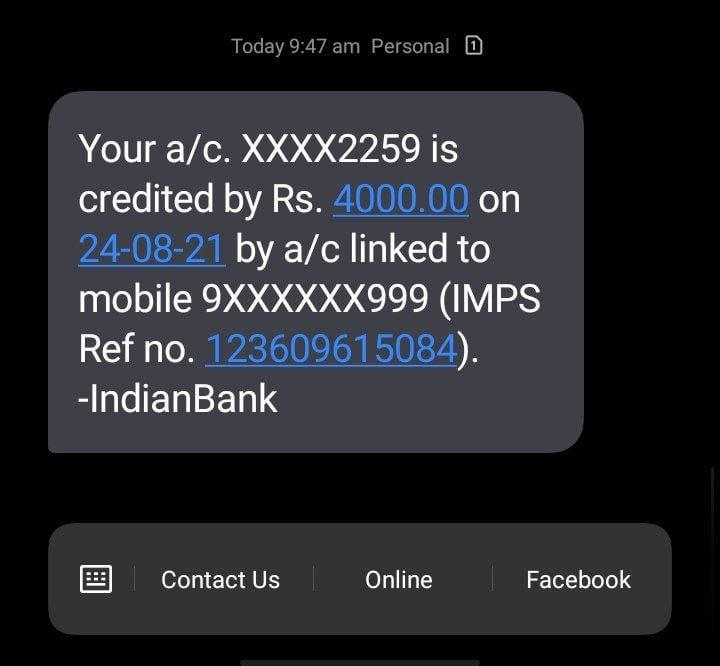 Today 9:47 am Personal 1
Your a/c. XXXX2259 is
credited by Rs. 4000.00 on
24-08-21 by a/c linked to
mobile 9XXXXXX999 (IMPS
Ref no. 123609615084).
-IndianBank
Contact Us Online Facebook